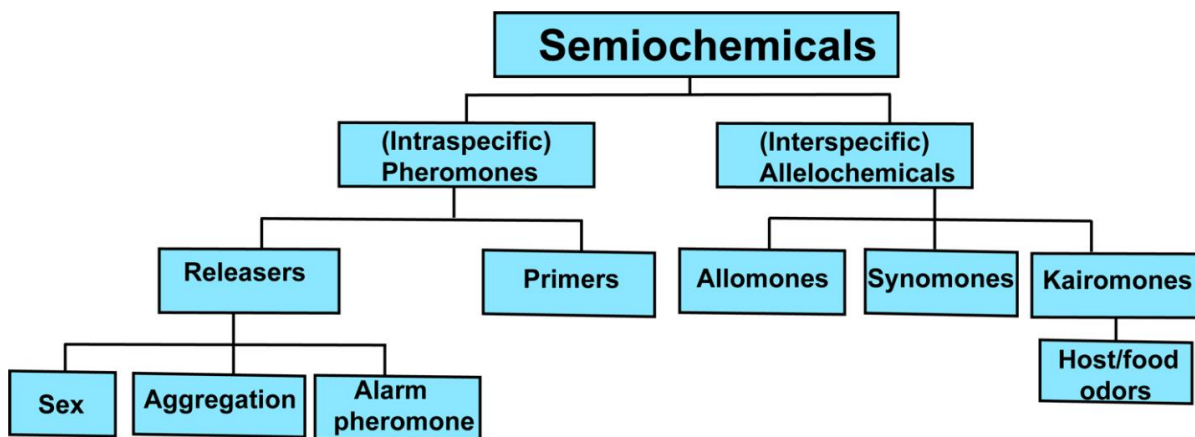 Semiochemicals
(Intraspecific)
Pheromones
(Interspecific)
Allelochemicals
Releasers
Primers
Allomones
Synomones
Kairomones
Sex
Aggregation
Alarm
pheromone
Host/food
odors